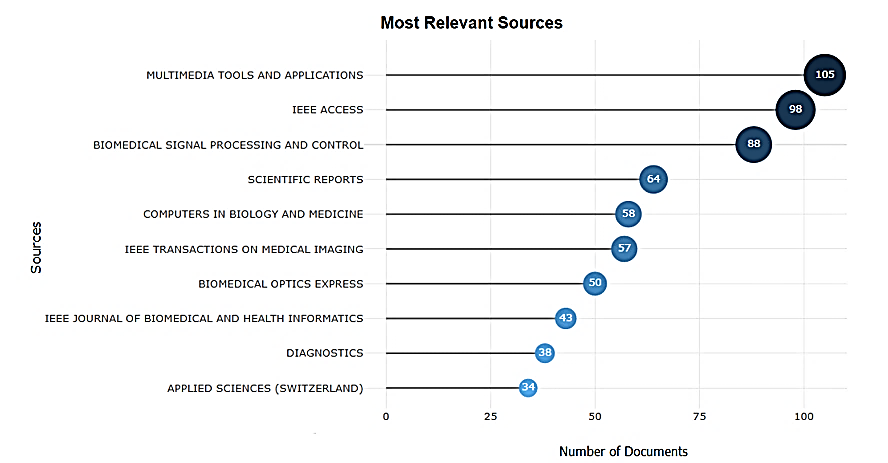 Most Relevant Sources
MULTIMEDIA TOOLS AND APPLICATIONS 105
IEEE ACCESS 98
BIOMEDICAL SIGNAL PROCESSING AND CONTROL 88
SCIENTIFIC REPORTS 64
COMPUTERS IN BIOLOGY AND MEDICINE 58
IEEE TRANSACTIONS ON MEDICAL IMAGING 57
BIOMEDICAL OPTICS EXPRESS 50
IEEE JOURNAL OF BIOMEDICAL AND HEALTH INFORMATICS 43
DIAGNOSTICS 38
APPLIED SCIENCES (SWITZERLAND) 34
Sources
0 25 50 75 100
Number of Documents